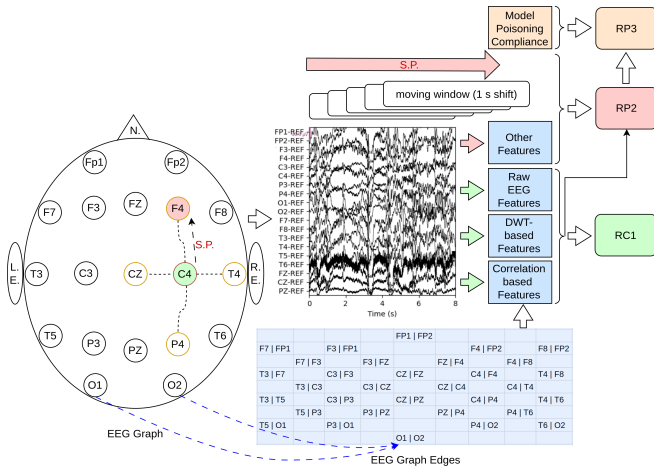 Model
Poisoning
Compliance
RP3
S.P.
moving window (1 s shift)
RP2
N.
Fp1
Fp2
F7
F3
FZ
F4
F8
S.P.
L.
E.
T3
C3
CZ
C4
T4
R.
E.
T5
P3
PZ
P4
T6
O1
O2
EEG Graph
FP1-REF
FP2-REF
F3-REF
F4-REF
C3-REF
C4-REF
P3-REF
P4-REF
O1-REF
O2-REF
F7-REF
F8-REF
T3-REF
T4-REF
T5-REF
T6-REF
FZ-REF
CZ-REF
PZ-REF
0 2 4 6 8
Time (s)
Other
Features
Raw
EEG
Features
DWT-
based
Features
Correlation
based
Features
RC1
FP1 | FP2
F7 | FP1 F3 | FP1 F4 | FP2 F8 | FP2
F7 | F3 F3 | FZ FZ | F4 F4 | F8
T3 | F7 C3 | F3 CZ | FZ C4 | F4 T4 | F8
T3 | C3 C3 | CZ CZ | C4 C4 | T4
T3 | T5 C3 | P3 CZ | PZ C4 | P4 T4 | T6
T5 | P3 P3 | PZ PZ | P4 P4 | T6
T5 | O1 P3 | O1 P4 | O2 T6 | O2
O1 | O2
EEG Graph Edges